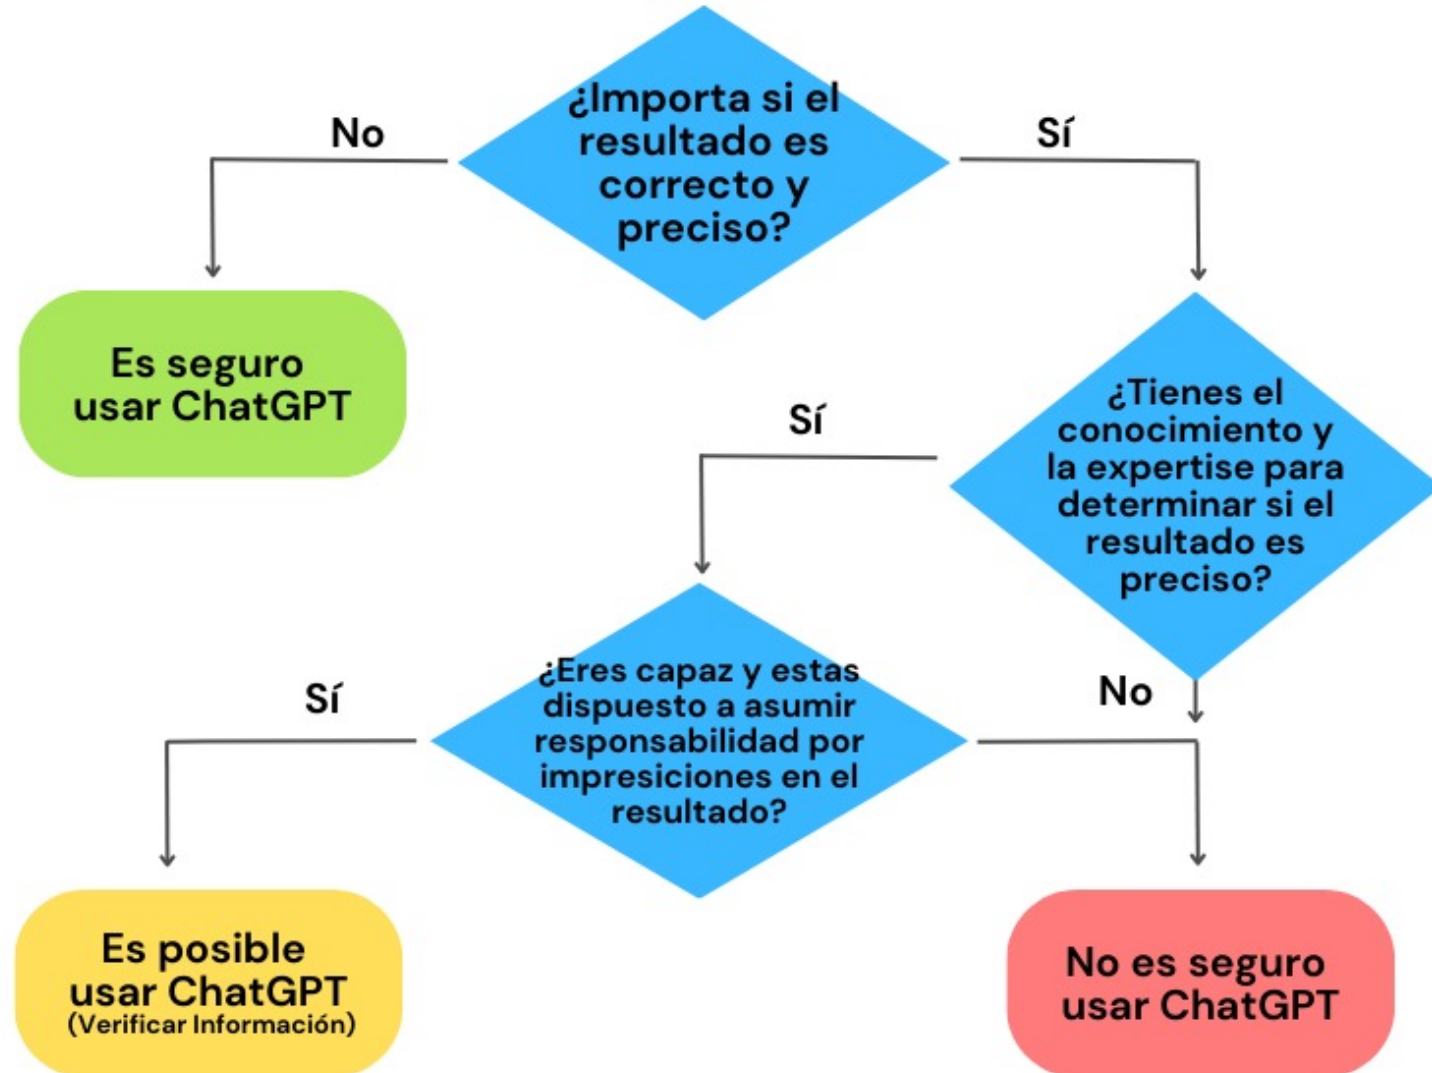 ¿Importa si el
resultado es
correcto y
preciso?
No
Sí
Es seguro
usar ChatGPT
¿Tienes el
conocimiento y
la expertise para
determinar si el
resultado es
preciso?
Sí
No
¿Eres capaz y estas
dispuesto a asumir
responsabilidad por
impresiciones en el
resultado?
Sí
Es posible
usar ChatGPT
(Verificar Información)
No es seguro
usar ChatGPT